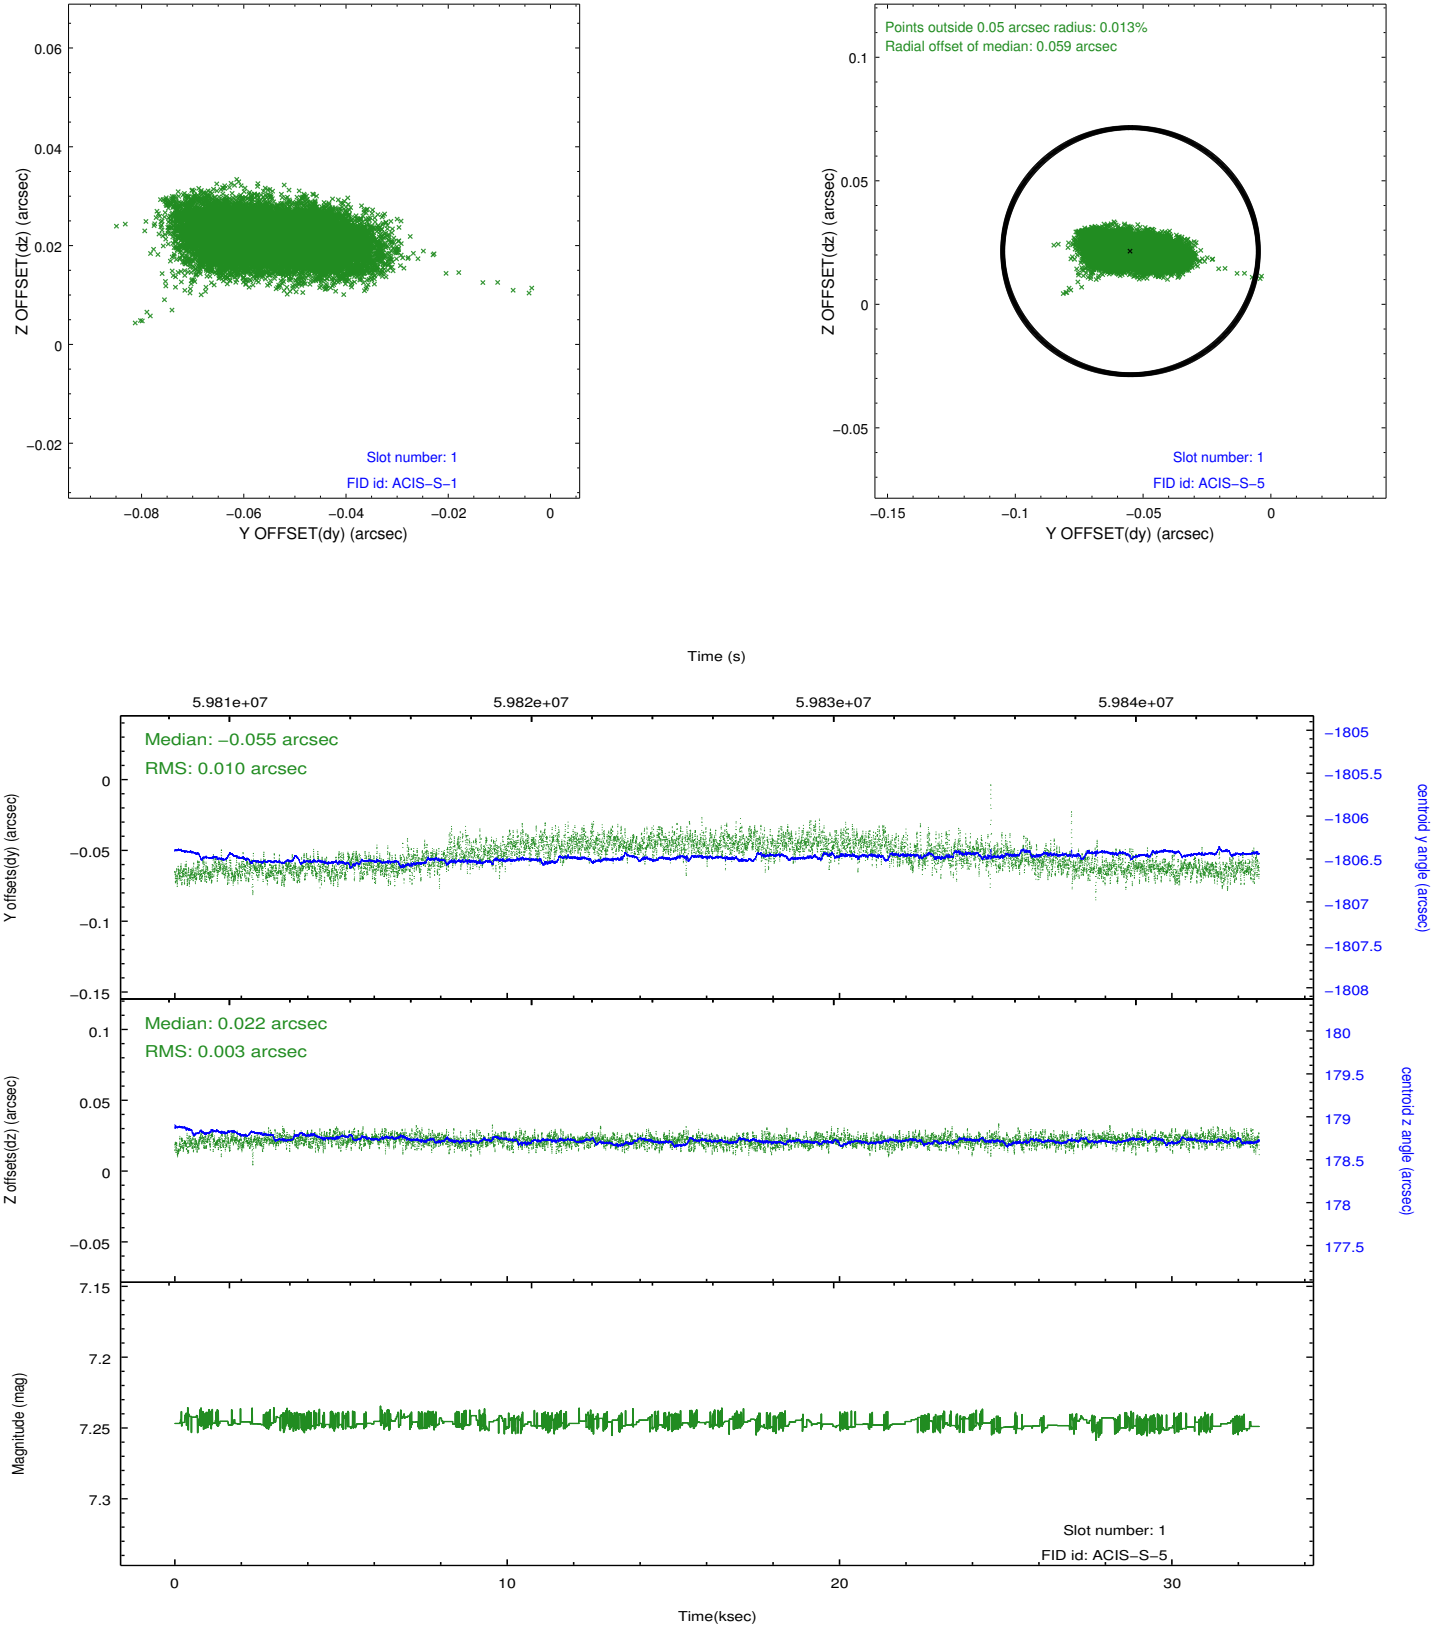 0.06
0.04
0.02
0
−0.02
Z OFFSET(dz) (arcsec)
Slot number: 1
FID id: ACIS−S−1
−0.08
−0.06
−0.04
−0.02
0
Y OFFSET(dy) (arcsec)
Points outside 0.05 arcsec radius: 0.013%
Radial offset of median: 0.059 arcsec
0.1
0.05
0
−0.05
Z OFFSET(dz) (arcsec)
Slot number: 1
FID id: ACIS−S−5
−0.15
−0.1
−0.05
0
Y OFFSET(dy) (arcsec)
Time (s)
5.981e+07
5.982e+07
5.983e+07
5.984e+07
Median: −0.055 arcsec
RMS: 0.010 arcsec
0
−0.05
−0.1
−0.15
Y offsets(dy) (arcsec)
−1805
−1805.5
−1806
−1806.5
−1807
−1807.5
−1808
centroid y angle (arcsec)
Median: 0.022 arcsec
RMS: 0.003 arcsec
0.1
0.05
0
−0.05
Z offsets(dz) (arcsec)
180
179.5
179
178.5
178
177.5
centroid z angle (arcsec)
7.15
7.2
7.25
7.3
Magnitude (mag)
Slot number: 1
FID id: ACIS−S−5
0
10
20
30
Time(ksec)